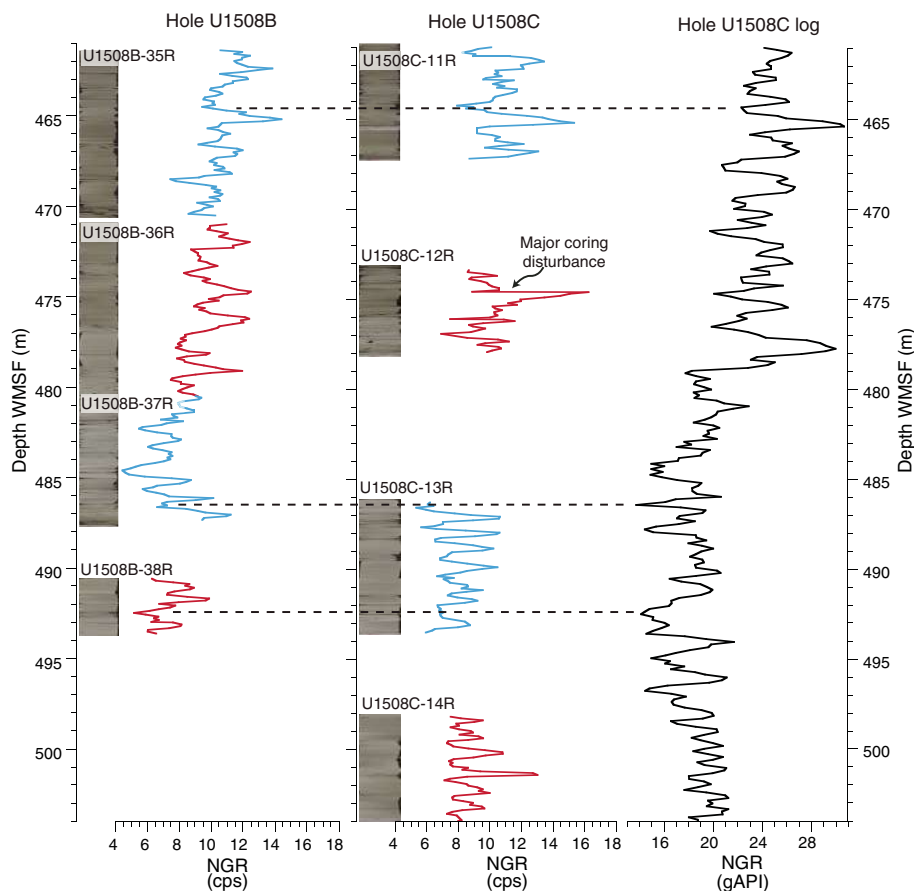 Hole U1508B
Hole U1508C
Hole U1508C log
U1508B-35R
U1508C-11R
465
465
470
470
U1508B-36R
U1508C-12R
Major coring
disturbance
475
475
Depth WMSF (m)
Depth WMSF (m)
480
480
U1508B-37R
485
485
U1508C-13R
490
490
U1508B-38R
495
495
U1508C-14R
500
500
4 6 8 10 12 14 16 18
4 6 8 10 12 14 16 18
16 20 24 28
NGR
(cps)
NGR
(cps)
NGR
(gAPI)